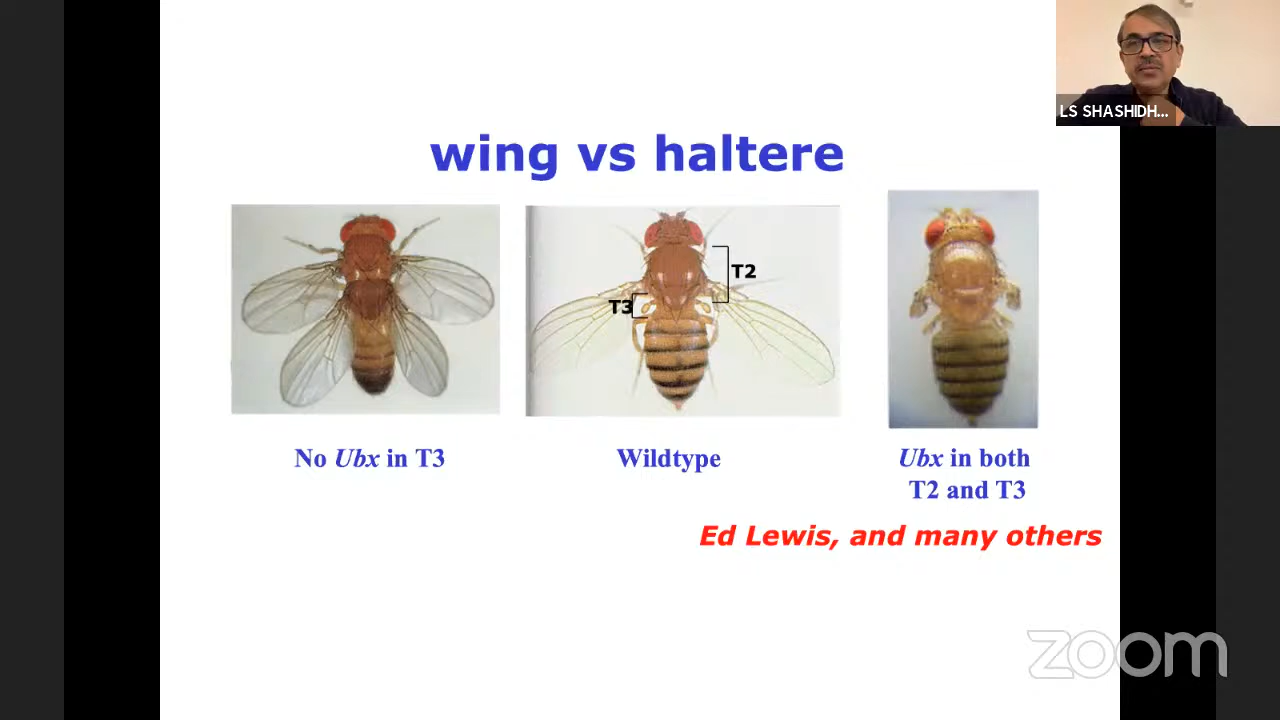 LS SHASHIDH...
wing vs haltere
T2
T3
No Ubx in T3
Wildtype
Ubx in both
T2 and T3
Ed Lewis, and many others
zoom